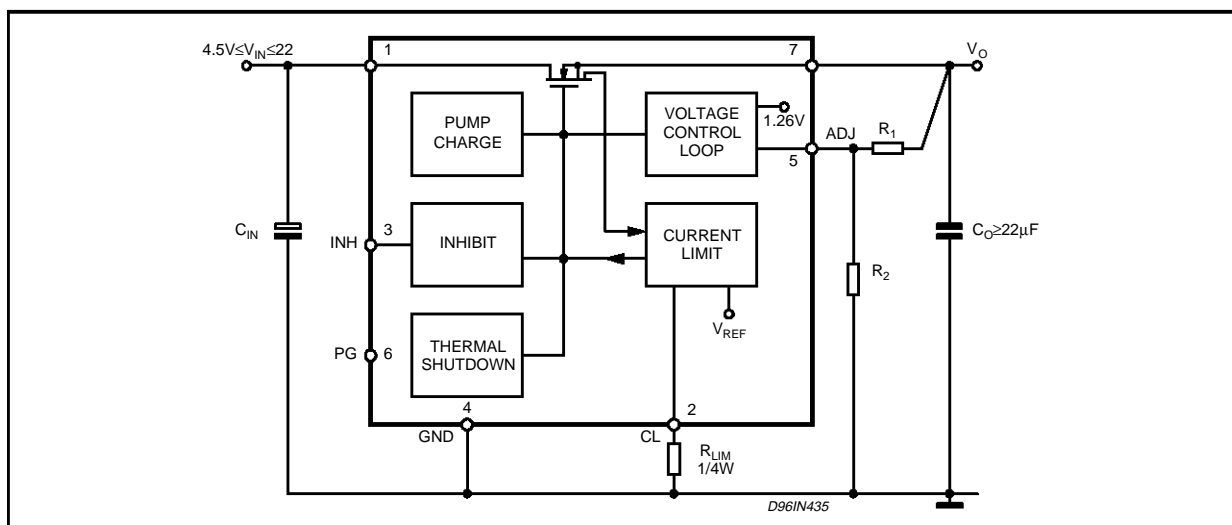 4.5V≤VIN≤22
1
7
VO
PUMP
CHARGE
VOLTAGE
CONTROL
LOOP
1.26V
ADJ
R1
5
CIN
INH
3
INHIBIT
CURRENT
LIMIT
CO≥22µF
R2
VREF
PG
6
THERMAL
SHUTDOWN
4
2
GND
CL
RLIM
1/4W
D96IN435